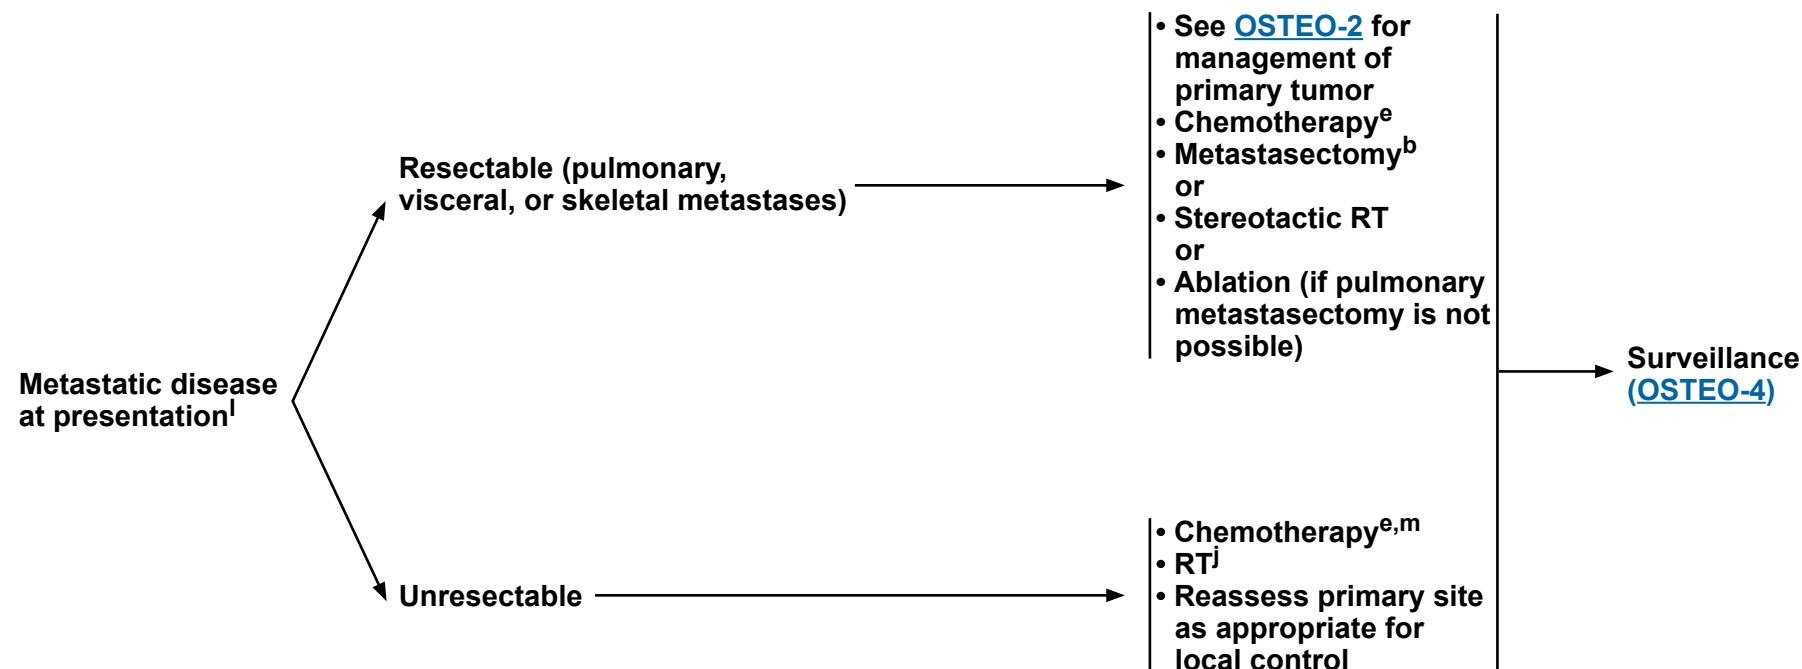 Metastatic disease
at presentationˡ
Resectable (pulmonary,
visceral, or skeletal metastases)
• See OSTEO-2 for
management of
primary tumor
• Chemotherapyᵉ
• Metastasectomyᵇ
or
• Stereotactic RT
or
• Ablation (if pulmonary
metastasectomy is not
possible)
Unresectable
• Chemotherapyᵉ,ᵐ
• RTʲ
• Reassess primary site
as appropriate for
local control
Surveillance
(OSTEO-4)